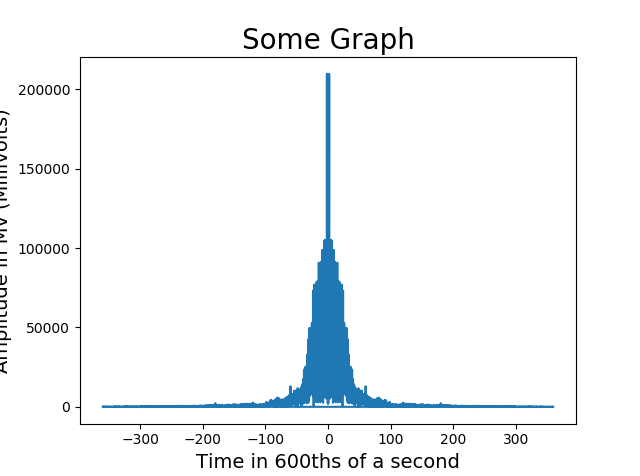 Some Graph
200000
150000
100000
50000
0
Amplitude in MV (Millivolts)
−300 −200 −100 0 100 200 300
Time in 600ths of a second